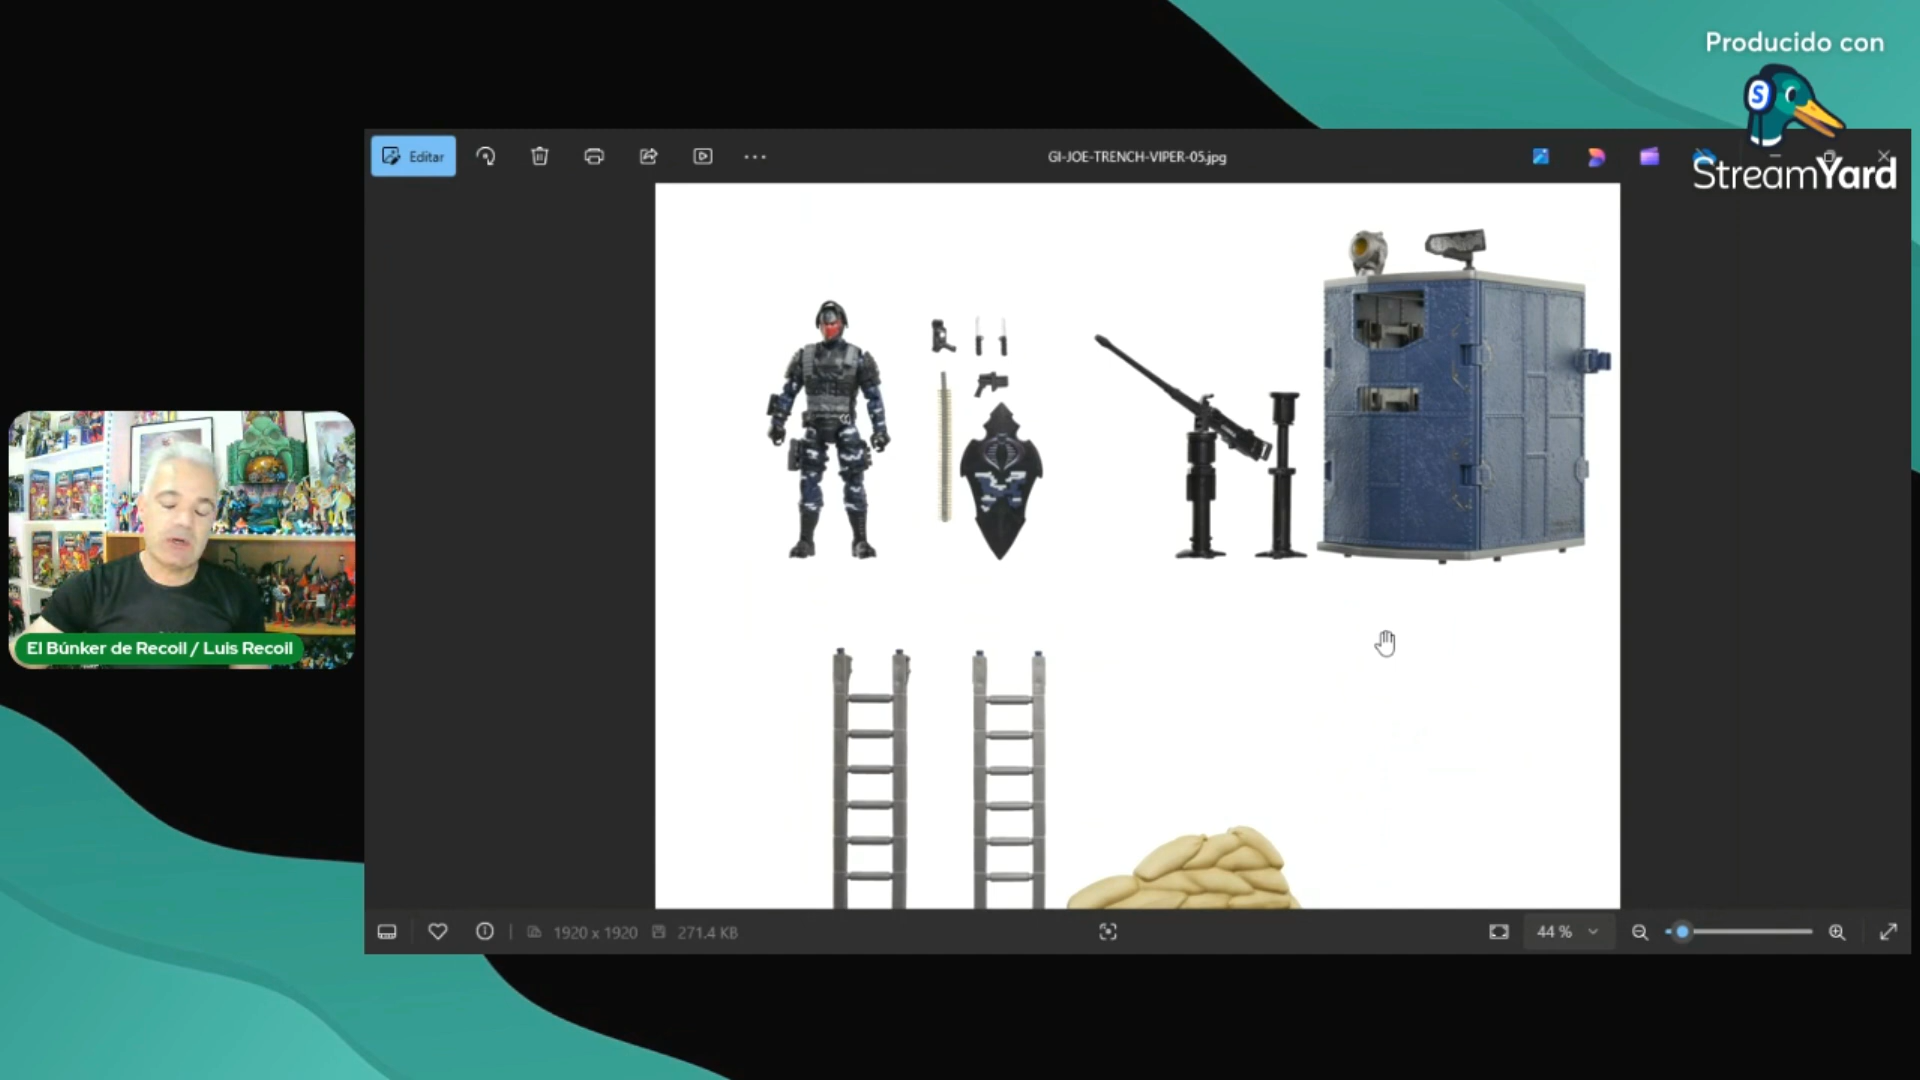 Producido con
S
StreamYard
Editar
GI-JOE-TRENCH-VIPER-05.jpg
El Búnker de Recoil / Luis Recoil
1920 x 1920
271.4 KB
44 %